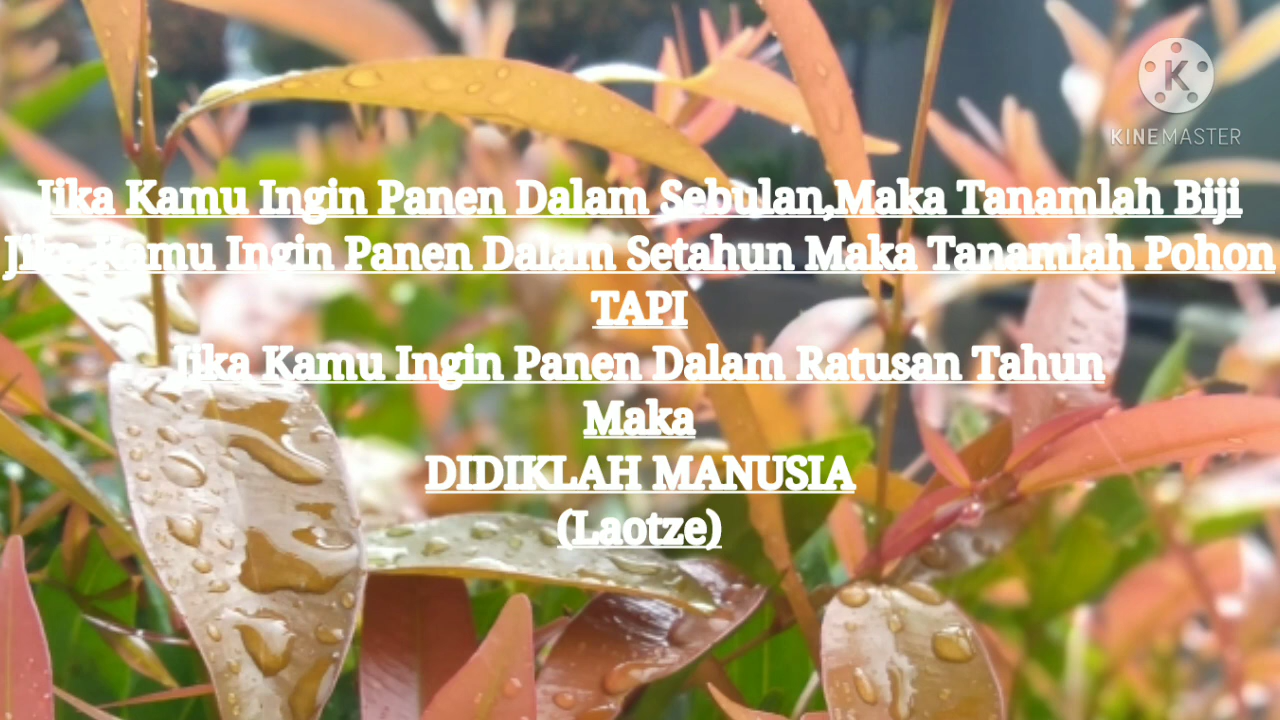 KINEMASTER
Jika Kamu Ingin Panen Dalam Sebulan,Maka Tanamlah Biji
Jika Kamu Ingin Panen Dalam Setahun Maka Tanamlah Pohon
TAPI
Jika Kamu Ingin Panen Dalam Ratusan Tahun
Maka
DIDIKLAH MANUSIA
(Laotze)